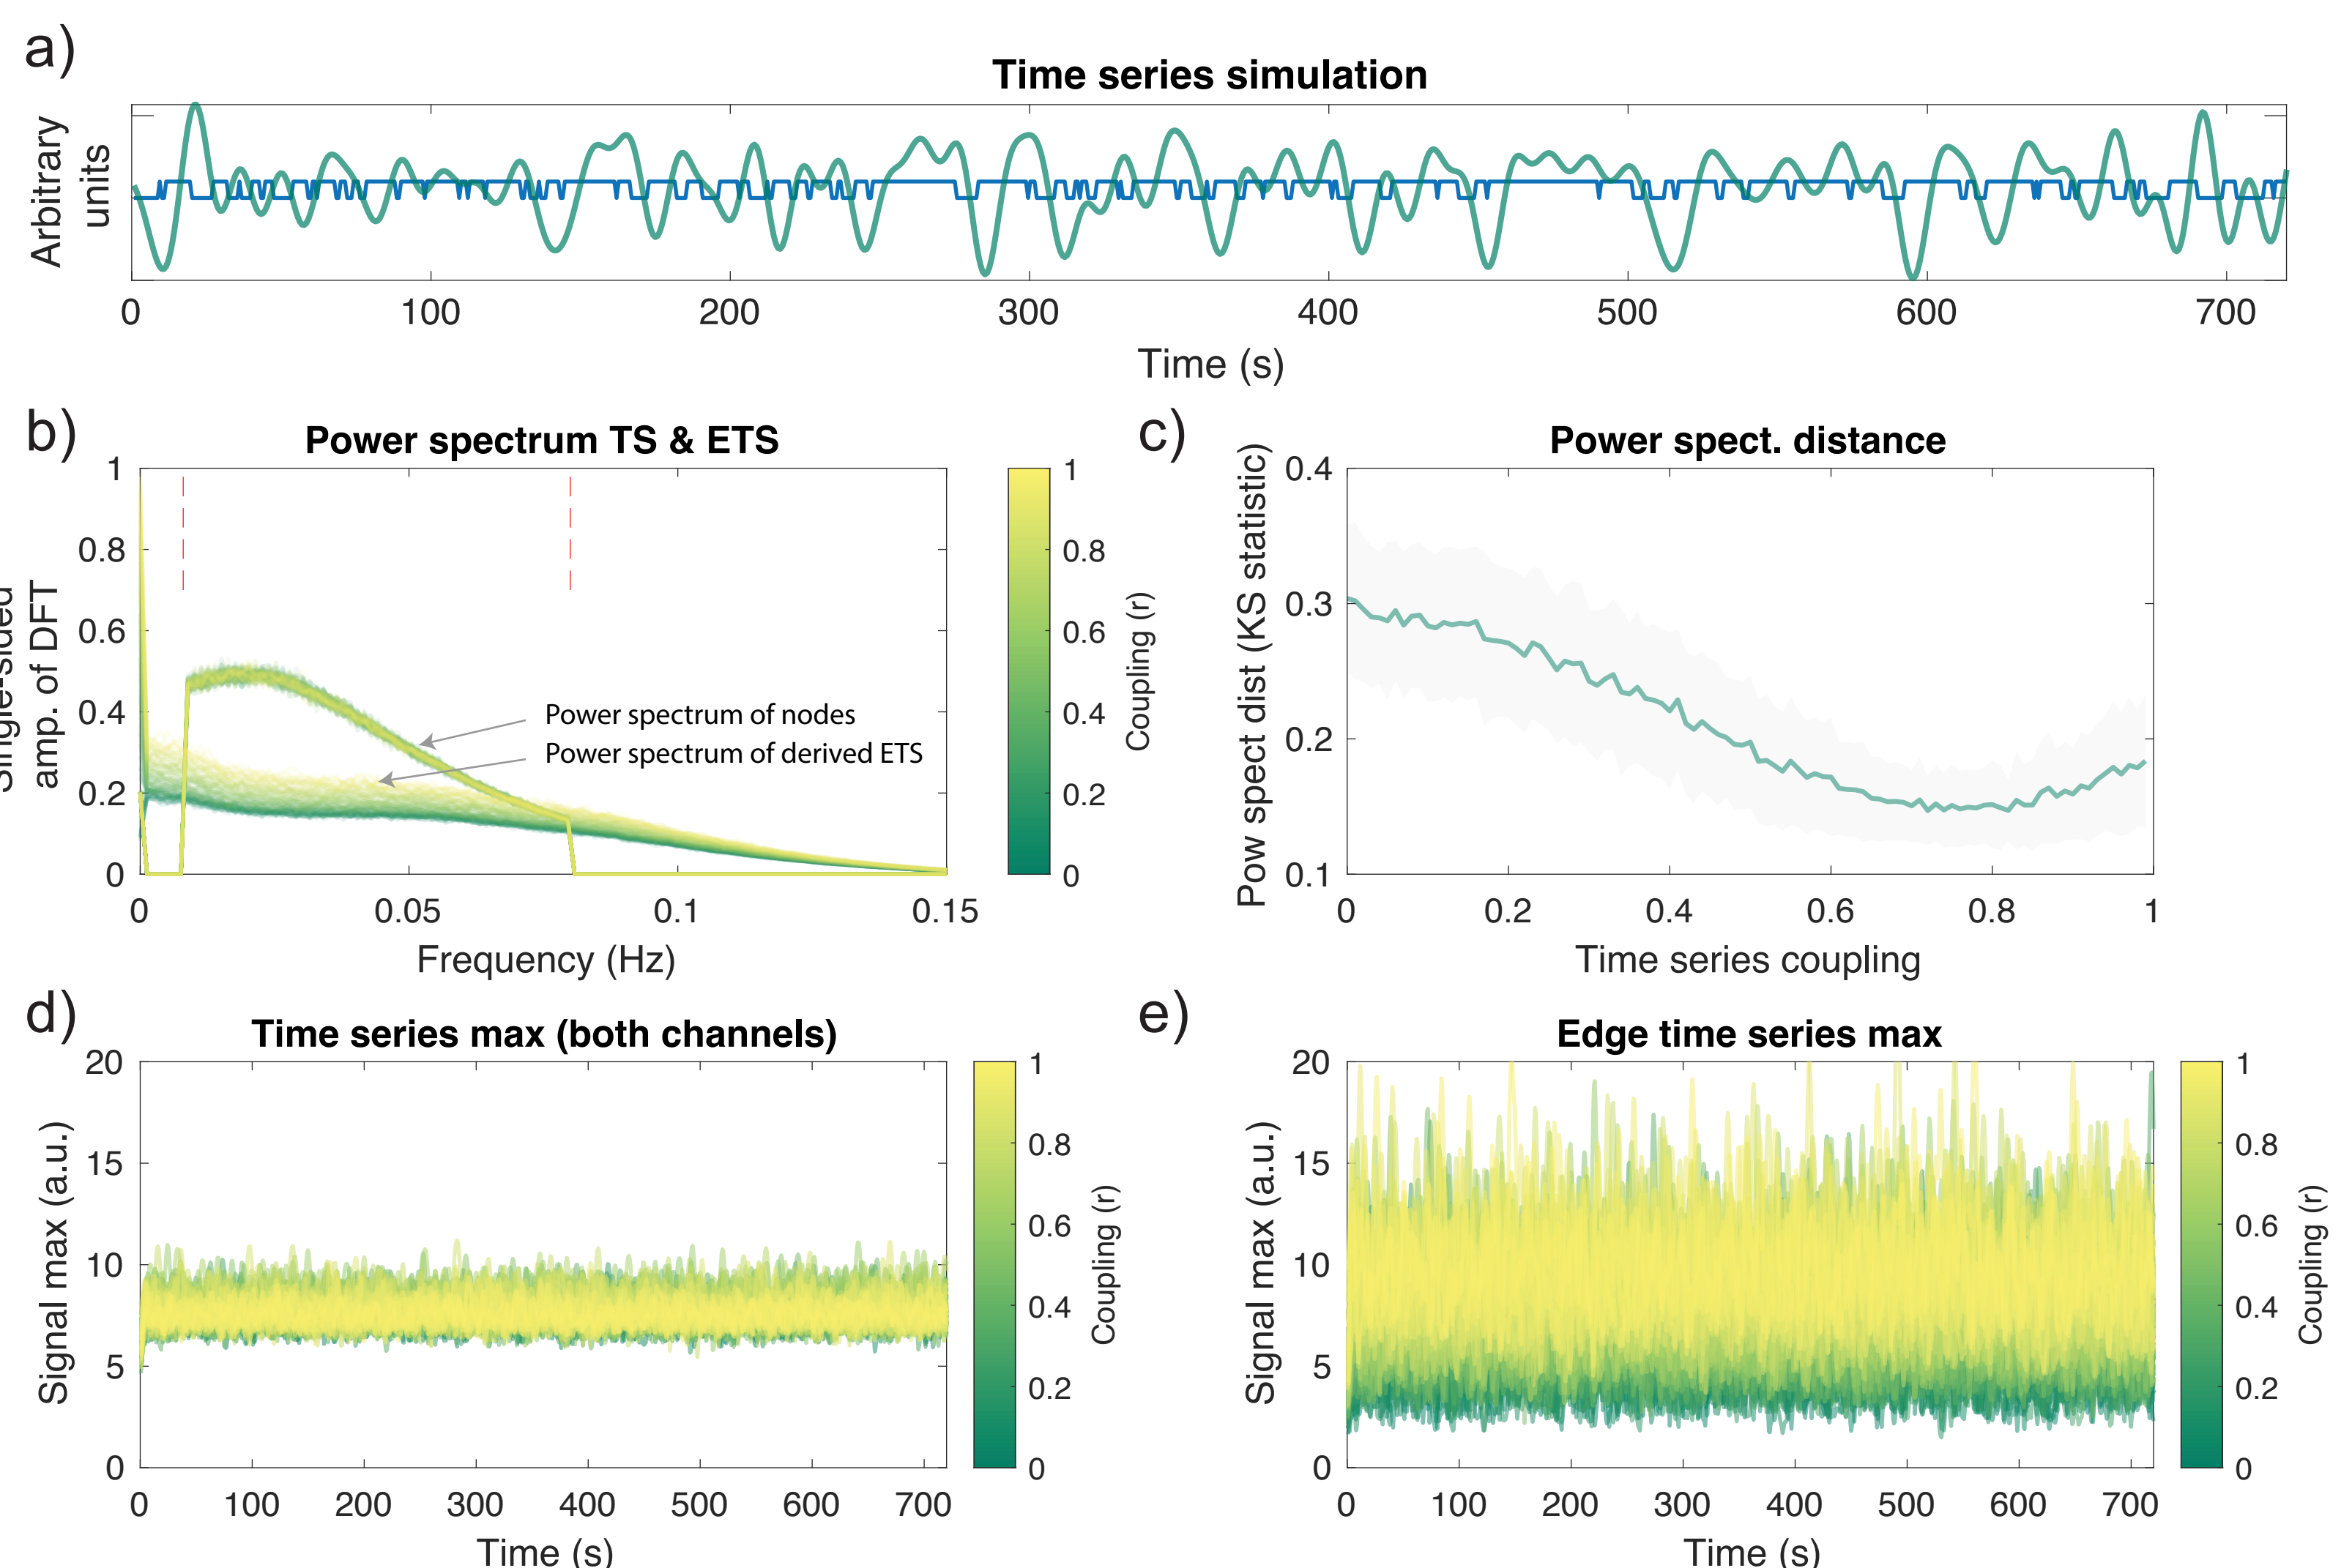 a)
Time series simulation
Arbitrary
units
0 100 200 300 400 500 600 700
Time (s)
b)
Power spectrum TS & ETS
amp. of DFT
1
0.8
0.6
0.4
0.2
0
Power spectrum of nodes
Power spectrum of derived ETS
0 0.05 0.1 0.15
Frequency (Hz)
1
0.8
0.6
0.4
0.2
0
Coupling (r)
c)
Power spect. distance
Pow spect dist (KS statistic)
0.4
0.3
0.2
0.1
0 0.2 0.4 0.6 0.8 1
Time series coupling
d)
Time series max (both channels)
Signal max (a.u.)
20
15
10
5
0
0 100 200 300 400 500 600 700
Time (s)
1
0.8
0.6
0.4
0.2
0
Coupling (r)
e)
Edge time series max
Signal max (a.u.)
20
15
10
5
0
0 100 200 300 400 500 600 700
Time (s)
1
0.8
0.6
0.4
0.2
0
Coupling (r)